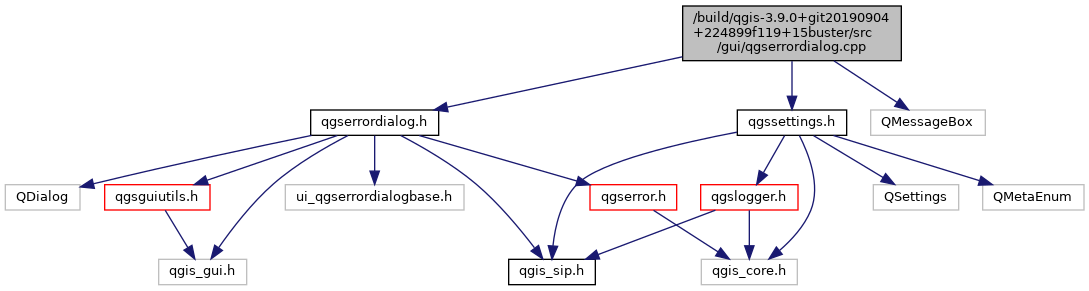 /build/qgis-3.9.0+git20190904
+224899f119+15buster/src
/gui/qgserrordialog.cpp
qgserrordialog.h
qgssettings.h
QMessageBox
QDialog
qgsguiutils.h
ui_qgserrordialogbase.h
qgserror.h
qgslogger.h
QSettings
QMetaEnum
qgis_gui.h
qgis_sip.h
qgis_core.h